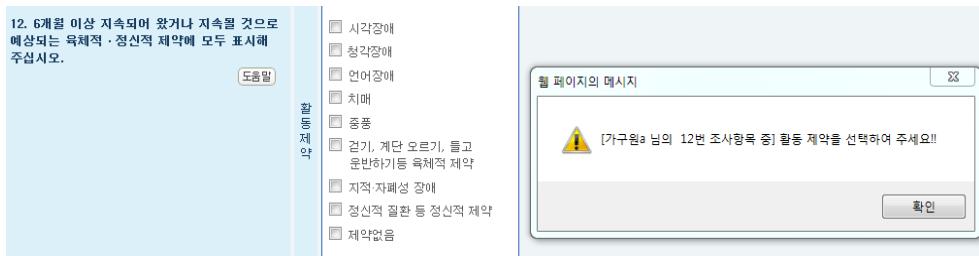 12. 6개월 이상 지속되어 왔거나 지속될 것으로
예상되는 육체적·정신적 제약에 모두 표시해
주십시오.
도움말
활
동
제
약
시각장애
청각장애
언어장애
치매
중풍
걷기, 계단 오르기, 들고
운반하기등 육체적 제약
지적·자폐성 장애
정신적 질환 등 정신적 제약
제약없음
웹 페이지의 메시지
[가구원a 님의 12번 조사항목 중] 활동 제약을 선택하여 주세요!!
확인